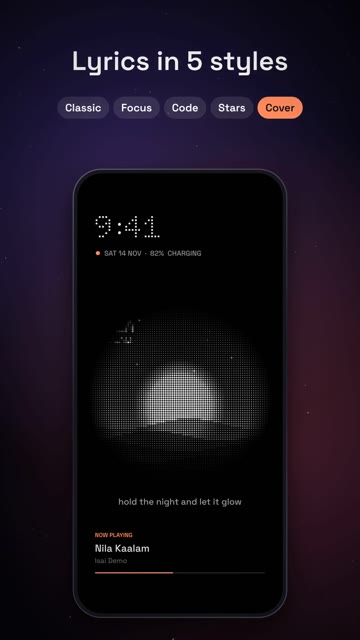 Lyrics in 5 styles
Classic Focus Code Stars Cover
9:41
SAT 14 NOV · 82% CHARGING
hold the night and let it glow
NOW PLAYING
Nila Kaalam
Isai Demo